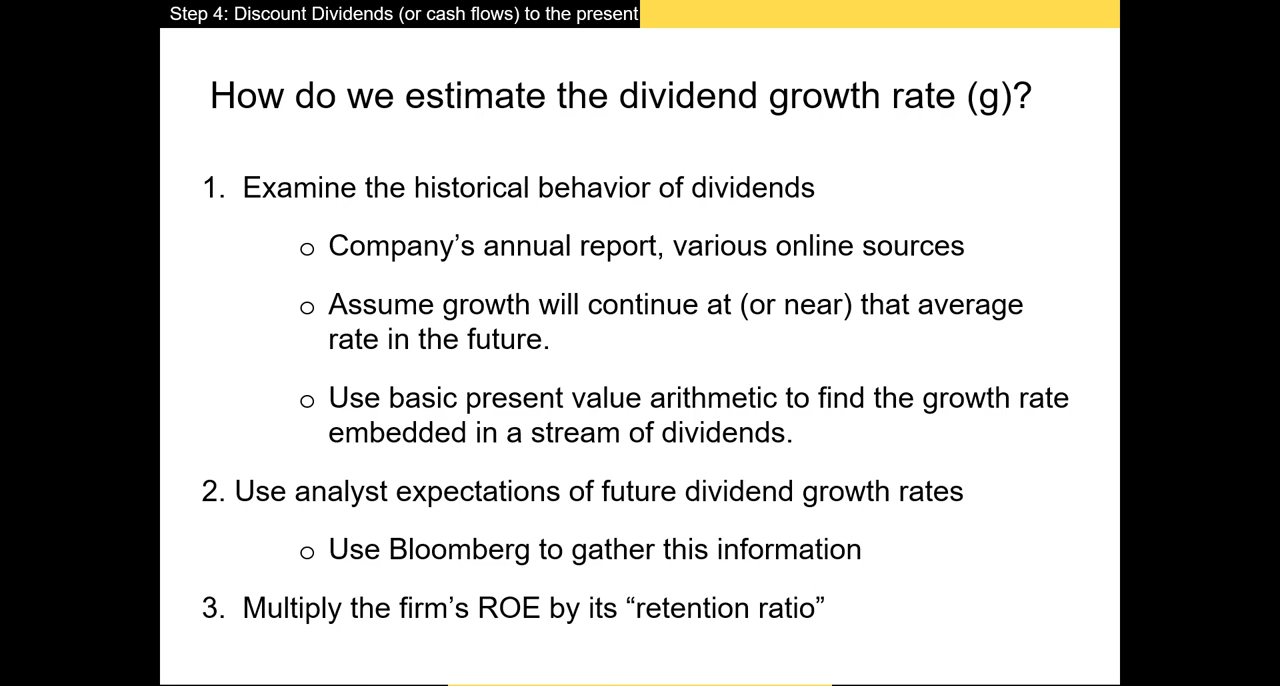 Step 4: Discount Dividends (or cash flows) to the present
How do we estimate the dividend growth rate (g)?
1. Examine the historical behavior of dividends
o Company’s annual report, various online sources
o Assume growth will continue at (or near) that average
rate in the future.
o Use basic present value arithmetic to find the growth rate
embedded in a stream of dividends.
2. Use analyst expectations of future dividend growth rates
o Use Bloomberg to gather this information
3. Multiply the firm’s ROE by its “retention ratio”